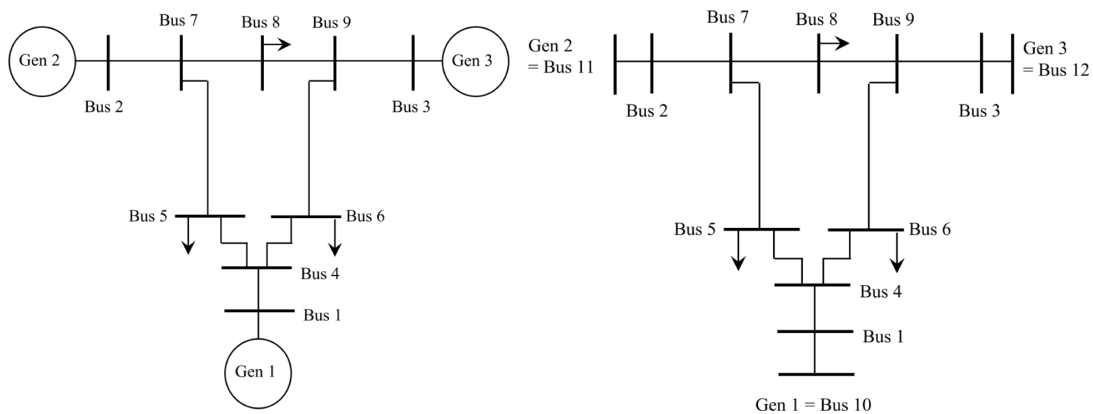 Bus 7
Bus 8
Bus 9
Gen 2
Gen 3
Bus 2
Bus 3
Bus 5
Bus 6
Bus 4
Bus 1
Gen 1
Bus 7
Bus 8
Bus 9
Gen 2
= Bus 11
Gen 3
= Bus 12
Bus 2
Bus 3
Bus 5
Bus 6
Bus 4
Bus 1
Gen 1 = Bus 10